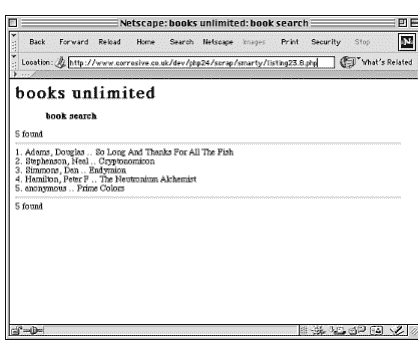 Netscape: books unlimited: book search
Back Forward Reload Home Search Netscape Images Print Security Stop
Location: http://www.corrosive.co.uk/dev/php24/scrap/smarty/listing23.8.php What's Related
books unlimited
book search
5 found
1. Adams, Douglas .. So Long And Thanks For All The Fish
2. Stephenson, Neal .. Cryptonomicon
3. Simmons, Dan .. Endymion
4. Hamilton, Peter F .. The Neutronium Alchemist
5. anonymous .. Prime Colors
5 found